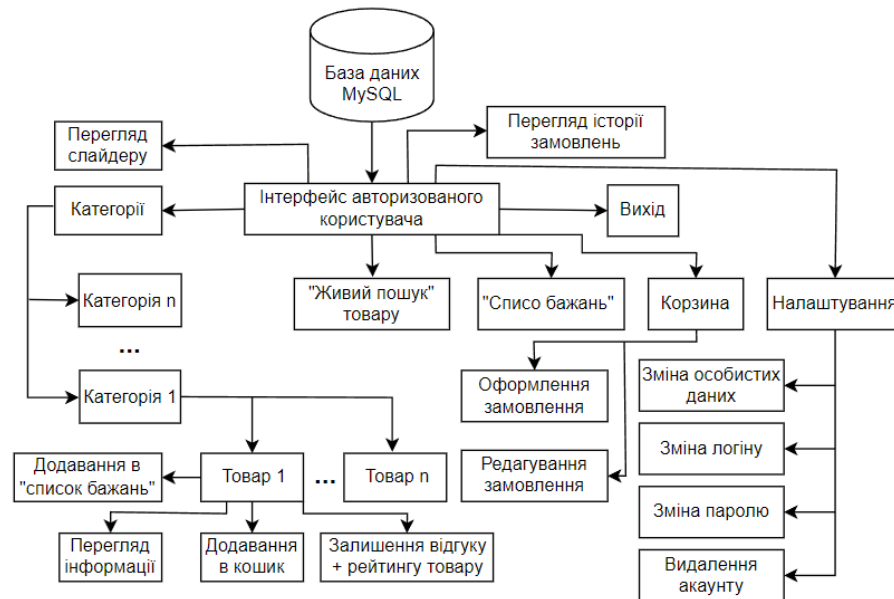 База даних
MySQL
Перегляд
слайдеру
Перегляд історії
замовлень
Категорії
Інтерфейс авторизованого
користувача
Вихід
Категорія n
"Живий пошук"
товару
"Списо бажань"
Корзина
Налаштування
...
Категорія 1
Оформлення
замовлення
Зміна особистих
даних
Додавання в
"список бажань"
Товар 1
...
Товар n
Редагування
замовлення
Зміна логіну
Перегляд
інформації
Додавання
в кошик
Залишення відгуку
+ рейтингу товару
Зміна паролю
Видалення
акаунту